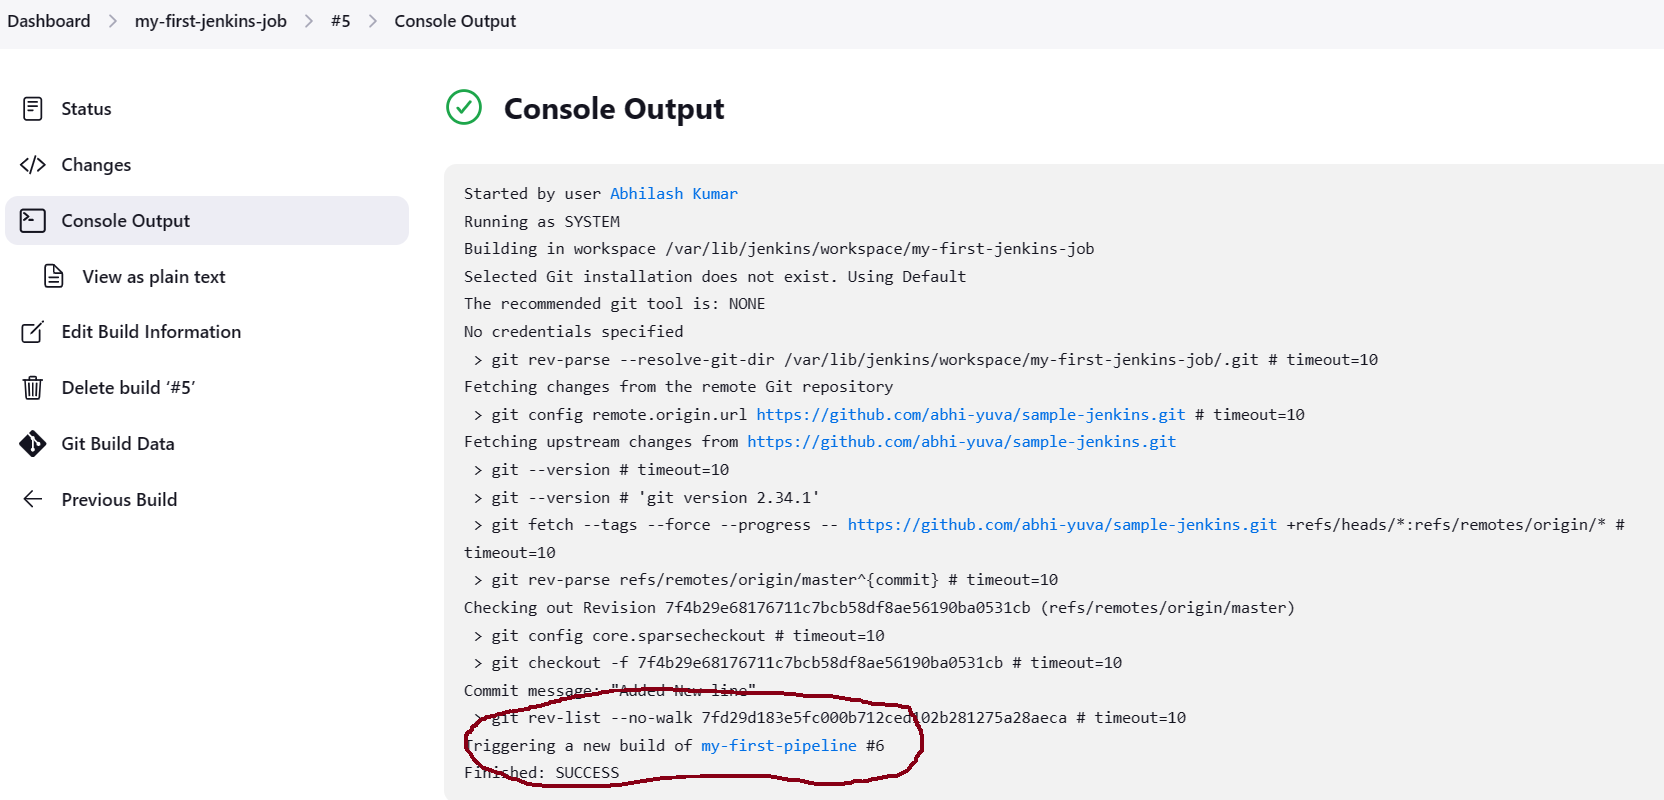 Dashboard > my-first-jenkins-job > #5 > Console Output
Status
Changes
Console Output
View as plain text
Edit Build Information
Delete build ‘#5’
Git Build Data
Previous Build
Console Output
Started by user Abhilash Kumar
Running as SYSTEM
Building in workspace /var/lib/jenkins/workspace/my-first-jenkins-job
Selected Git installation does not exist. Using Default
The recommended git tool is: NONE
No credentials specified
> git rev-parse --resolve-git-dir /var/lib/jenkins/workspace/my-first-jenkins-job/.git # timeout=10
Fetching changes from the remote Git repository
> git config remote.origin.url https://github.com/abhi-yuva/sample-jenkins.git # timeout=10
Fetching upstream changes from https://github.com/abhi-yuva/sample-jenkins.git
> git --version # timeout=10
> git --version # 'git version 2.34.1'
> git fetch --tags --force --progress -- https://github.com/abhi-yuva/sample-jenkins.git +refs/heads/*:refs/remotes/origin/* #
timeout=10
> git rev-parse refs/remotes/origin/master^{commit} # timeout=10
Checking out Revision 7f4b29e68176711c7bcb58df8ae56190ba0531cb (refs/remotes/origin/master)
> git config core.sparsecheckout # timeout=10
> git checkout -f 7f4b29e68176711c7bcb58df8ae56190ba0531cb # timeout=10
Commit message: "Added New line"
> git rev-list --no-walk 7fd29d183e5fc000b712ced102b281275a28aeca # timeout=10
Triggering a new build of my-first-pipeline #6
Finished: SUCCESS